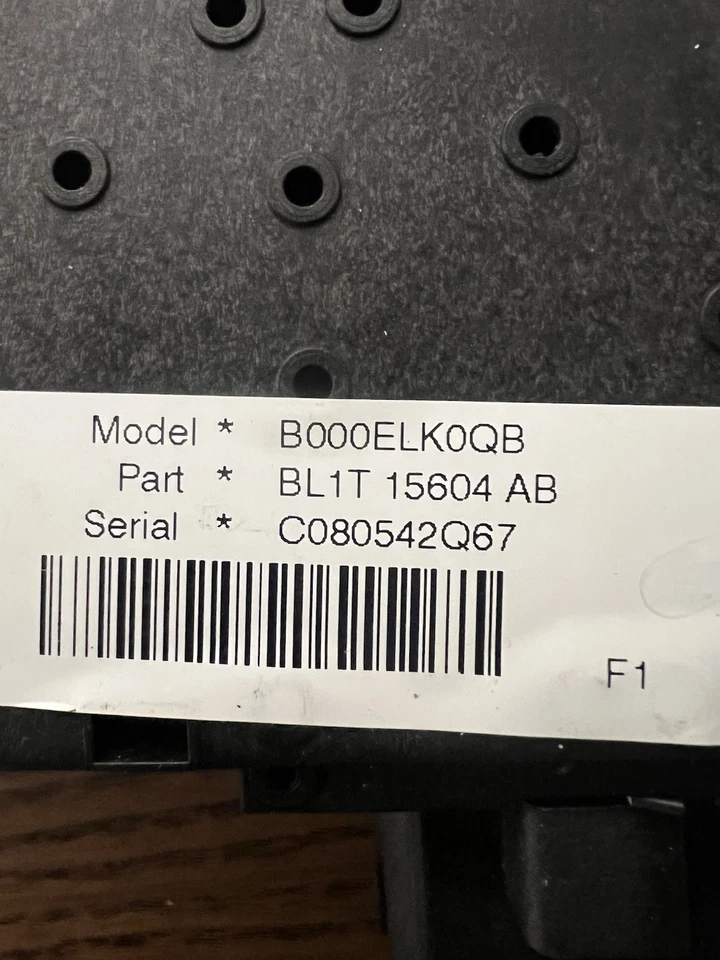 Model * B000ELK0QB
Part * BL1T 15604 AB
Serial * C080542Q67
F1